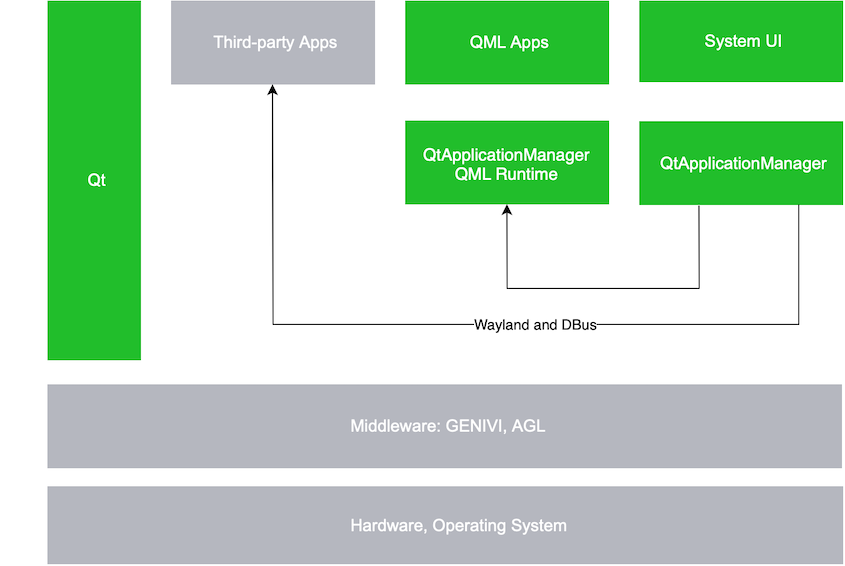 Third-party Apps
QML Apps
System UI
Qt
QtApplicationManager
QML Runtime
QtApplicationManager
Wayland and DBus
Middleware: GENIVI, AGL
Hardware, Operating System